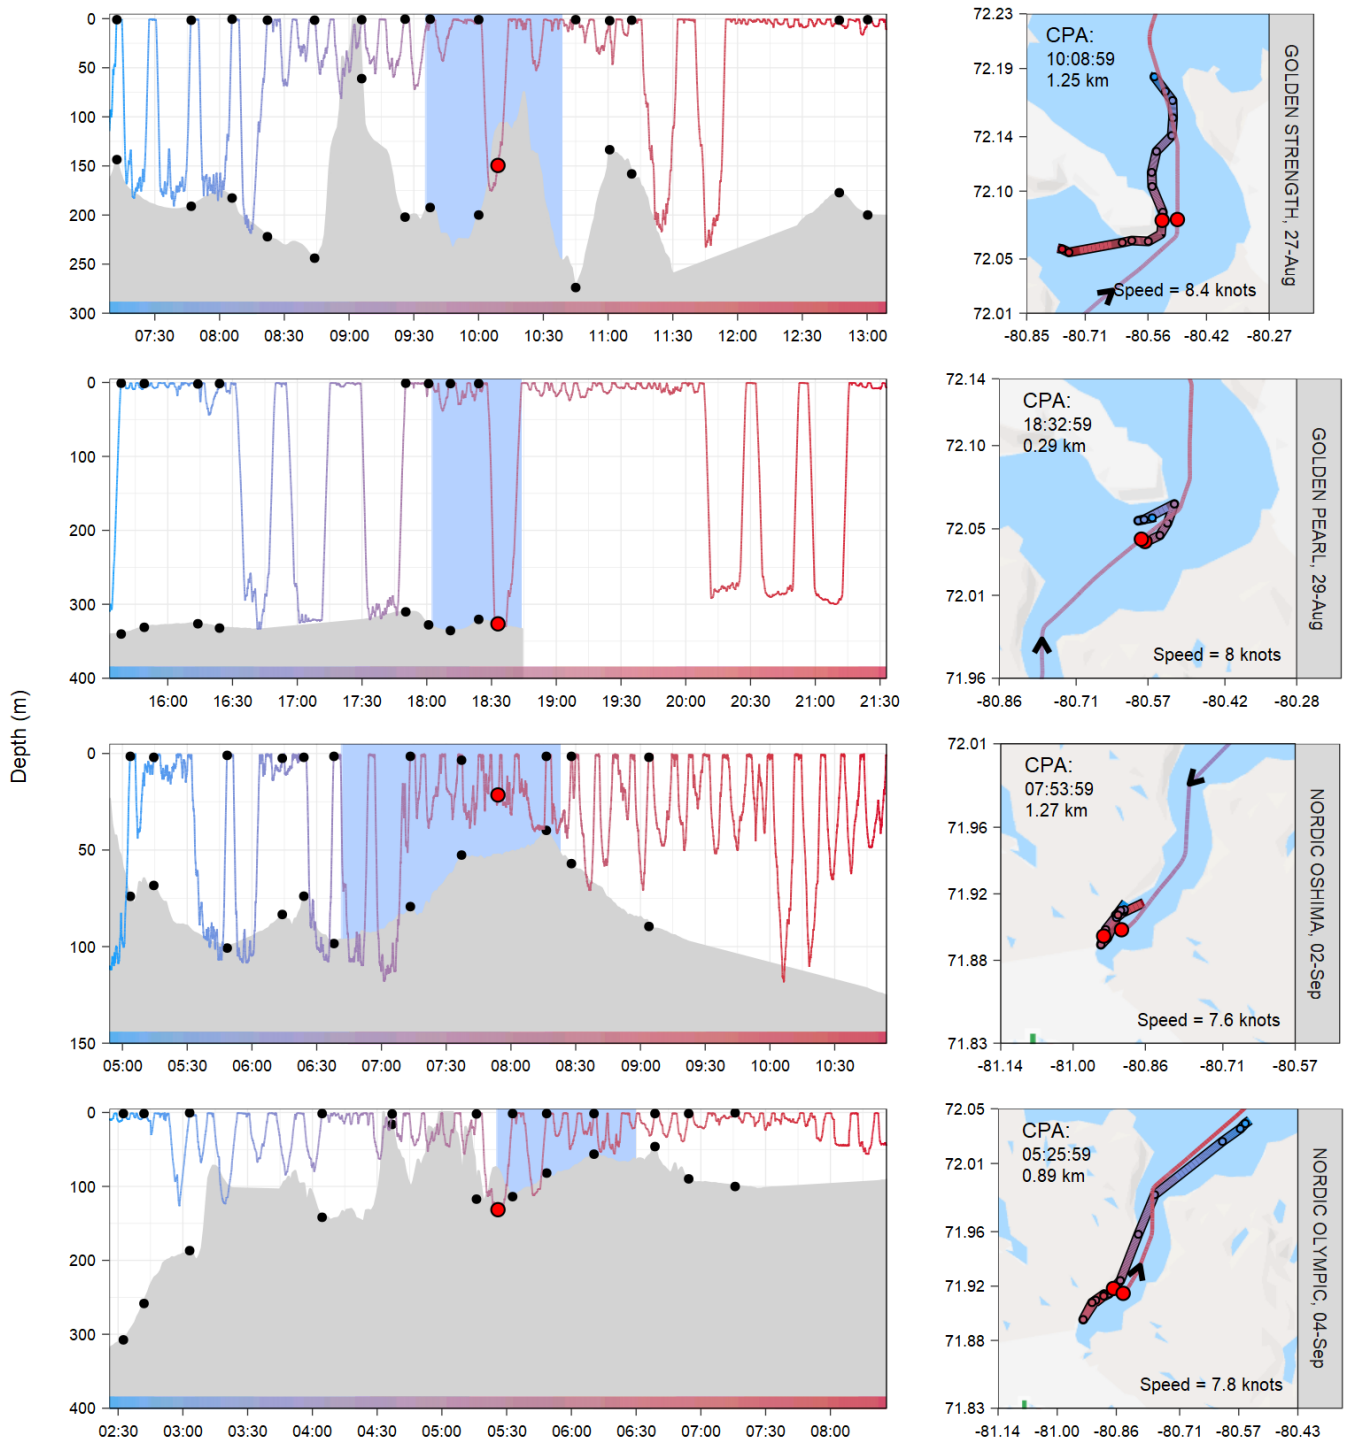 Depth (m)
0
50
100
150
200
250
300
07:30 08:00 08:30 09:00 09:30 10:00 10:30 11:00 11:30 12:00 12:30 13:00
72.23
72.19
72.14
72.10
72.05
72.01
-80.85 -80.71 -80.56 -80.42 -80.27
CPA:
10:08:59
1.25 km
Speed = 8.4 knots
GOLDEN STRENGTH, 27-Aug
0
100
200
300
400
16:00 16:30 17:00 17:30 18:00 18:30 19:00 19:30 20:00 20:30 21:00 21:30
72.14
72.10
72.05
72.01
71.96
-80.86 -80.71 -80.57 -80.42 -80.28
CPA:
18:32:59
0.29 km
Speed = 8 knots
GOLDEN PEARL, 29-Aug
0
50
100
150
05:00 05:30 06:00 06:30 07:00 07:30 08:00 08:30 09:00 09:30 10:00 10:30
72.01
71.96
71.92
71.88
71.83
-81.14 -81.00 -80.86 -80.71 -80.57
CPA:
07:53:59
1.27 km
Speed = 7.6 knots
NORDIC OSHIMA, 02-Sep
0
100
200
300
400
02:30 03:00 03:30 04:00 04:30 05:00 05:30 06:00 06:30 07:00 07:30 08:00
72.05
72.01
71.96
71.92
71.88
71.83
-81.14 -81.00 -80.86 -80.71 -80.57 -80.43
CPA:
05:25:59
0.89 km
Speed = 7.8 knots
NORDIC OLYMPIC, 04-Sep